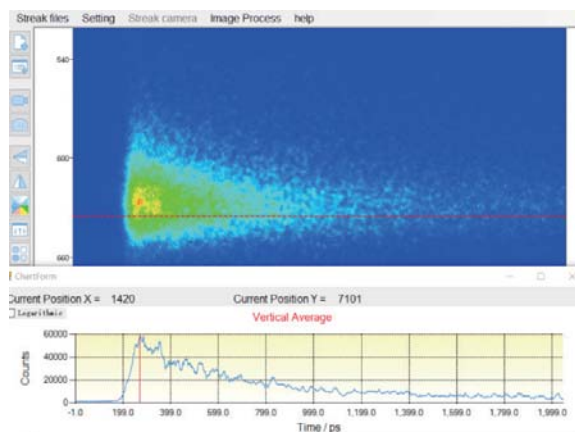 Streak files Setting Streak camera Image Process help
540
600
660
ChartForm
Current Position X = 1420 Current Position Y = 7101
Logarithmic
Vertical Average
60000
40000
20000
0
Counts
-1.0 199.0 399.0 599.0 799.0 999.0 1,199.0 1,399.0 1,599.0 1,799.0 1,999.0
Time / ps